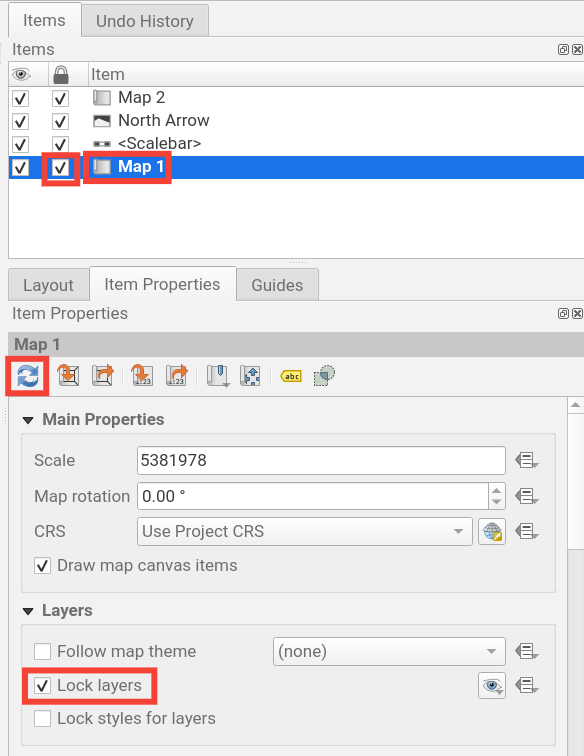 Items Undo History
Items
Item
Map 2
North Arrow
<Scalebar>
Map 1
Layout Item Properties Guides
Item Properties
Map 1
123 123 abc
Main Properties
Scale 5381978
Map rotation 0.00 °
CRS Use Project CRS
Draw map canvas items
Layers
Follow map theme (none)
Lock layers
Lock styles for layers